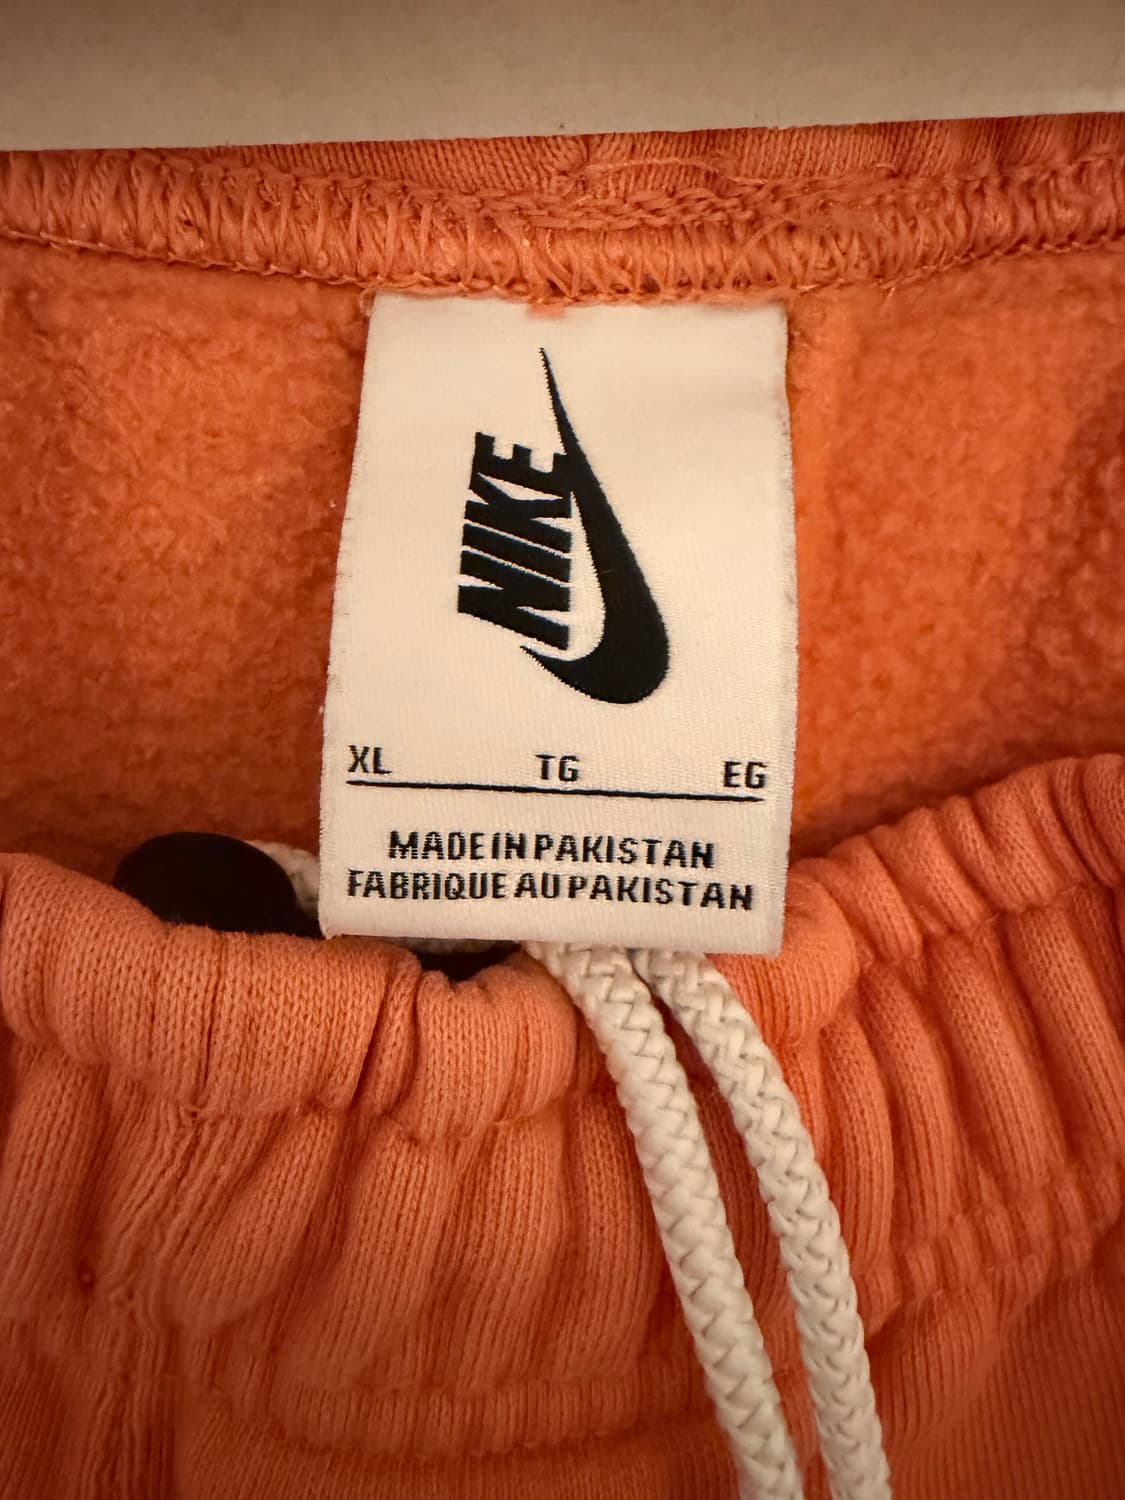 NIKE
XL TG EG
MADE IN PAKISTAN
FABRIQUE AU PAKISTAN